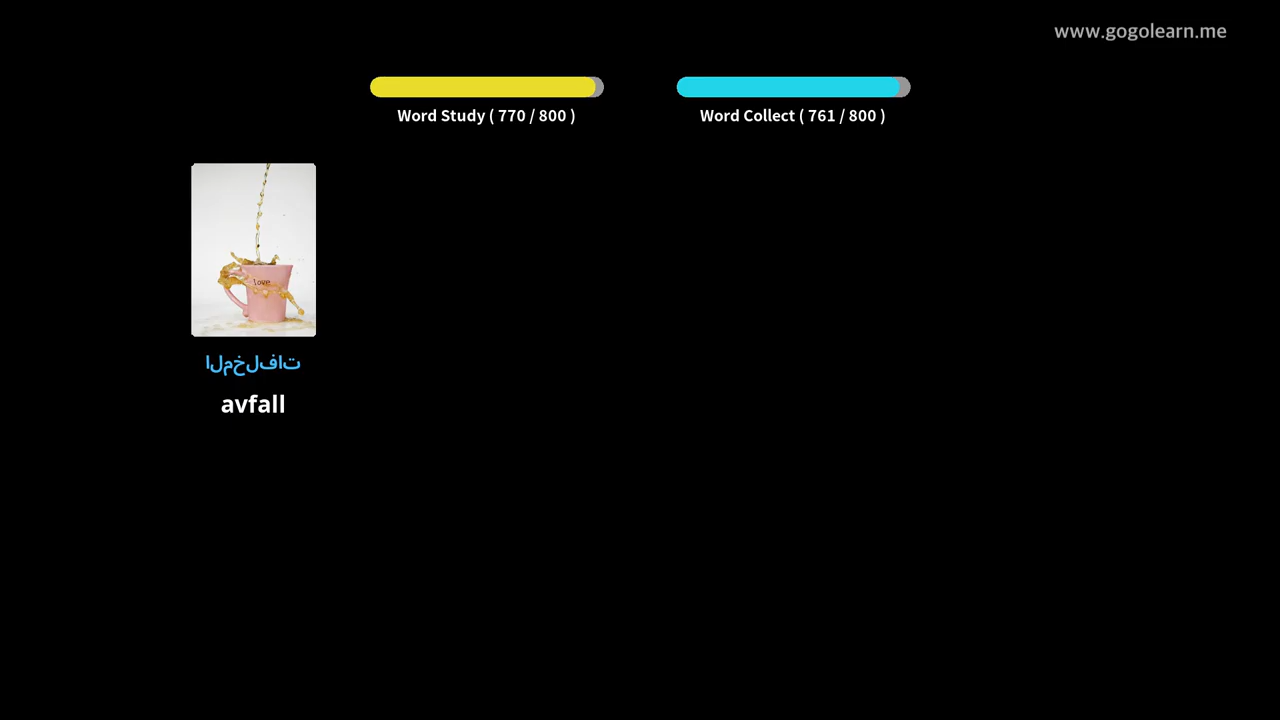 www.gogolearn.me
Word Study ( 770 / 800 )
Word Collect ( 761 / 800 )
love
المخلفات
avfall